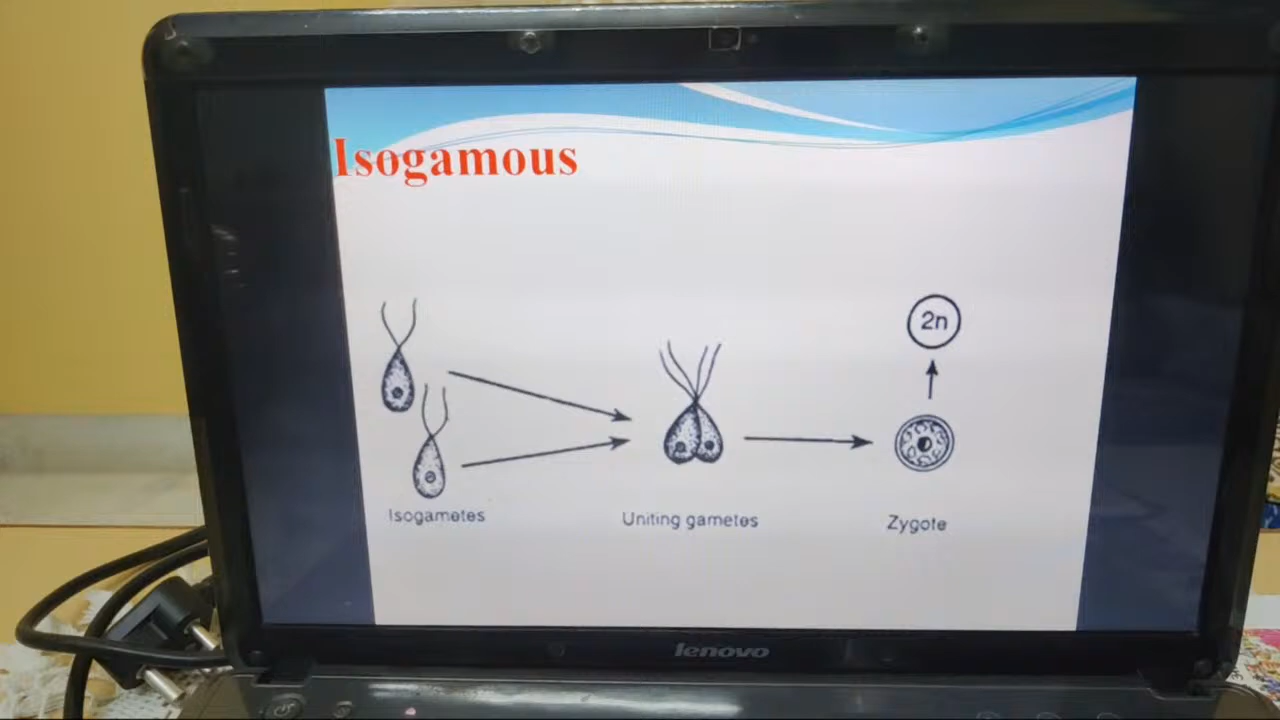 Isogamous
2n
Isogametes
Uniting gametes
Zygote
lenovo